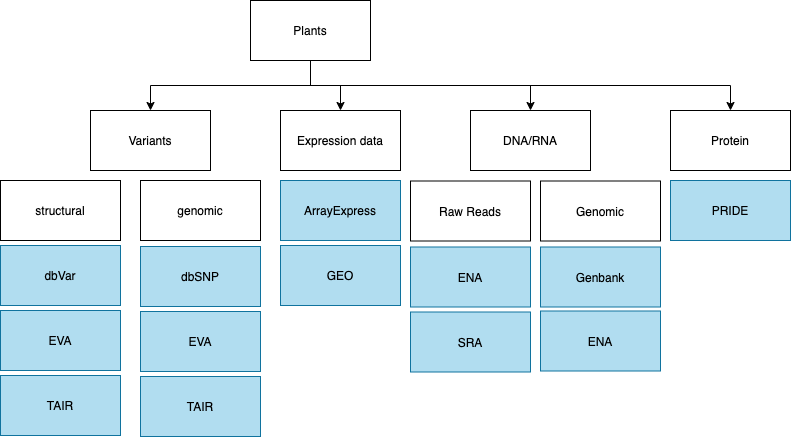 Plants
Variants
Expression data
DNA/RNA
Protein
structural
genomic
ArrayExpress
Raw Reads
Genomic
PRIDE
dbVar
dbSNP
GEO
ENA
Genbank
EVA
EVA
SRA
ENA
TAIR
TAIR